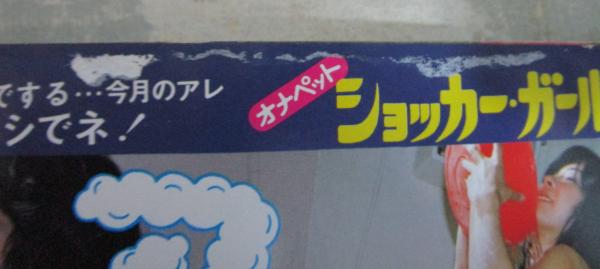 でする…今月のアレ
シでネ!
オナペット
ショッカー・ガール